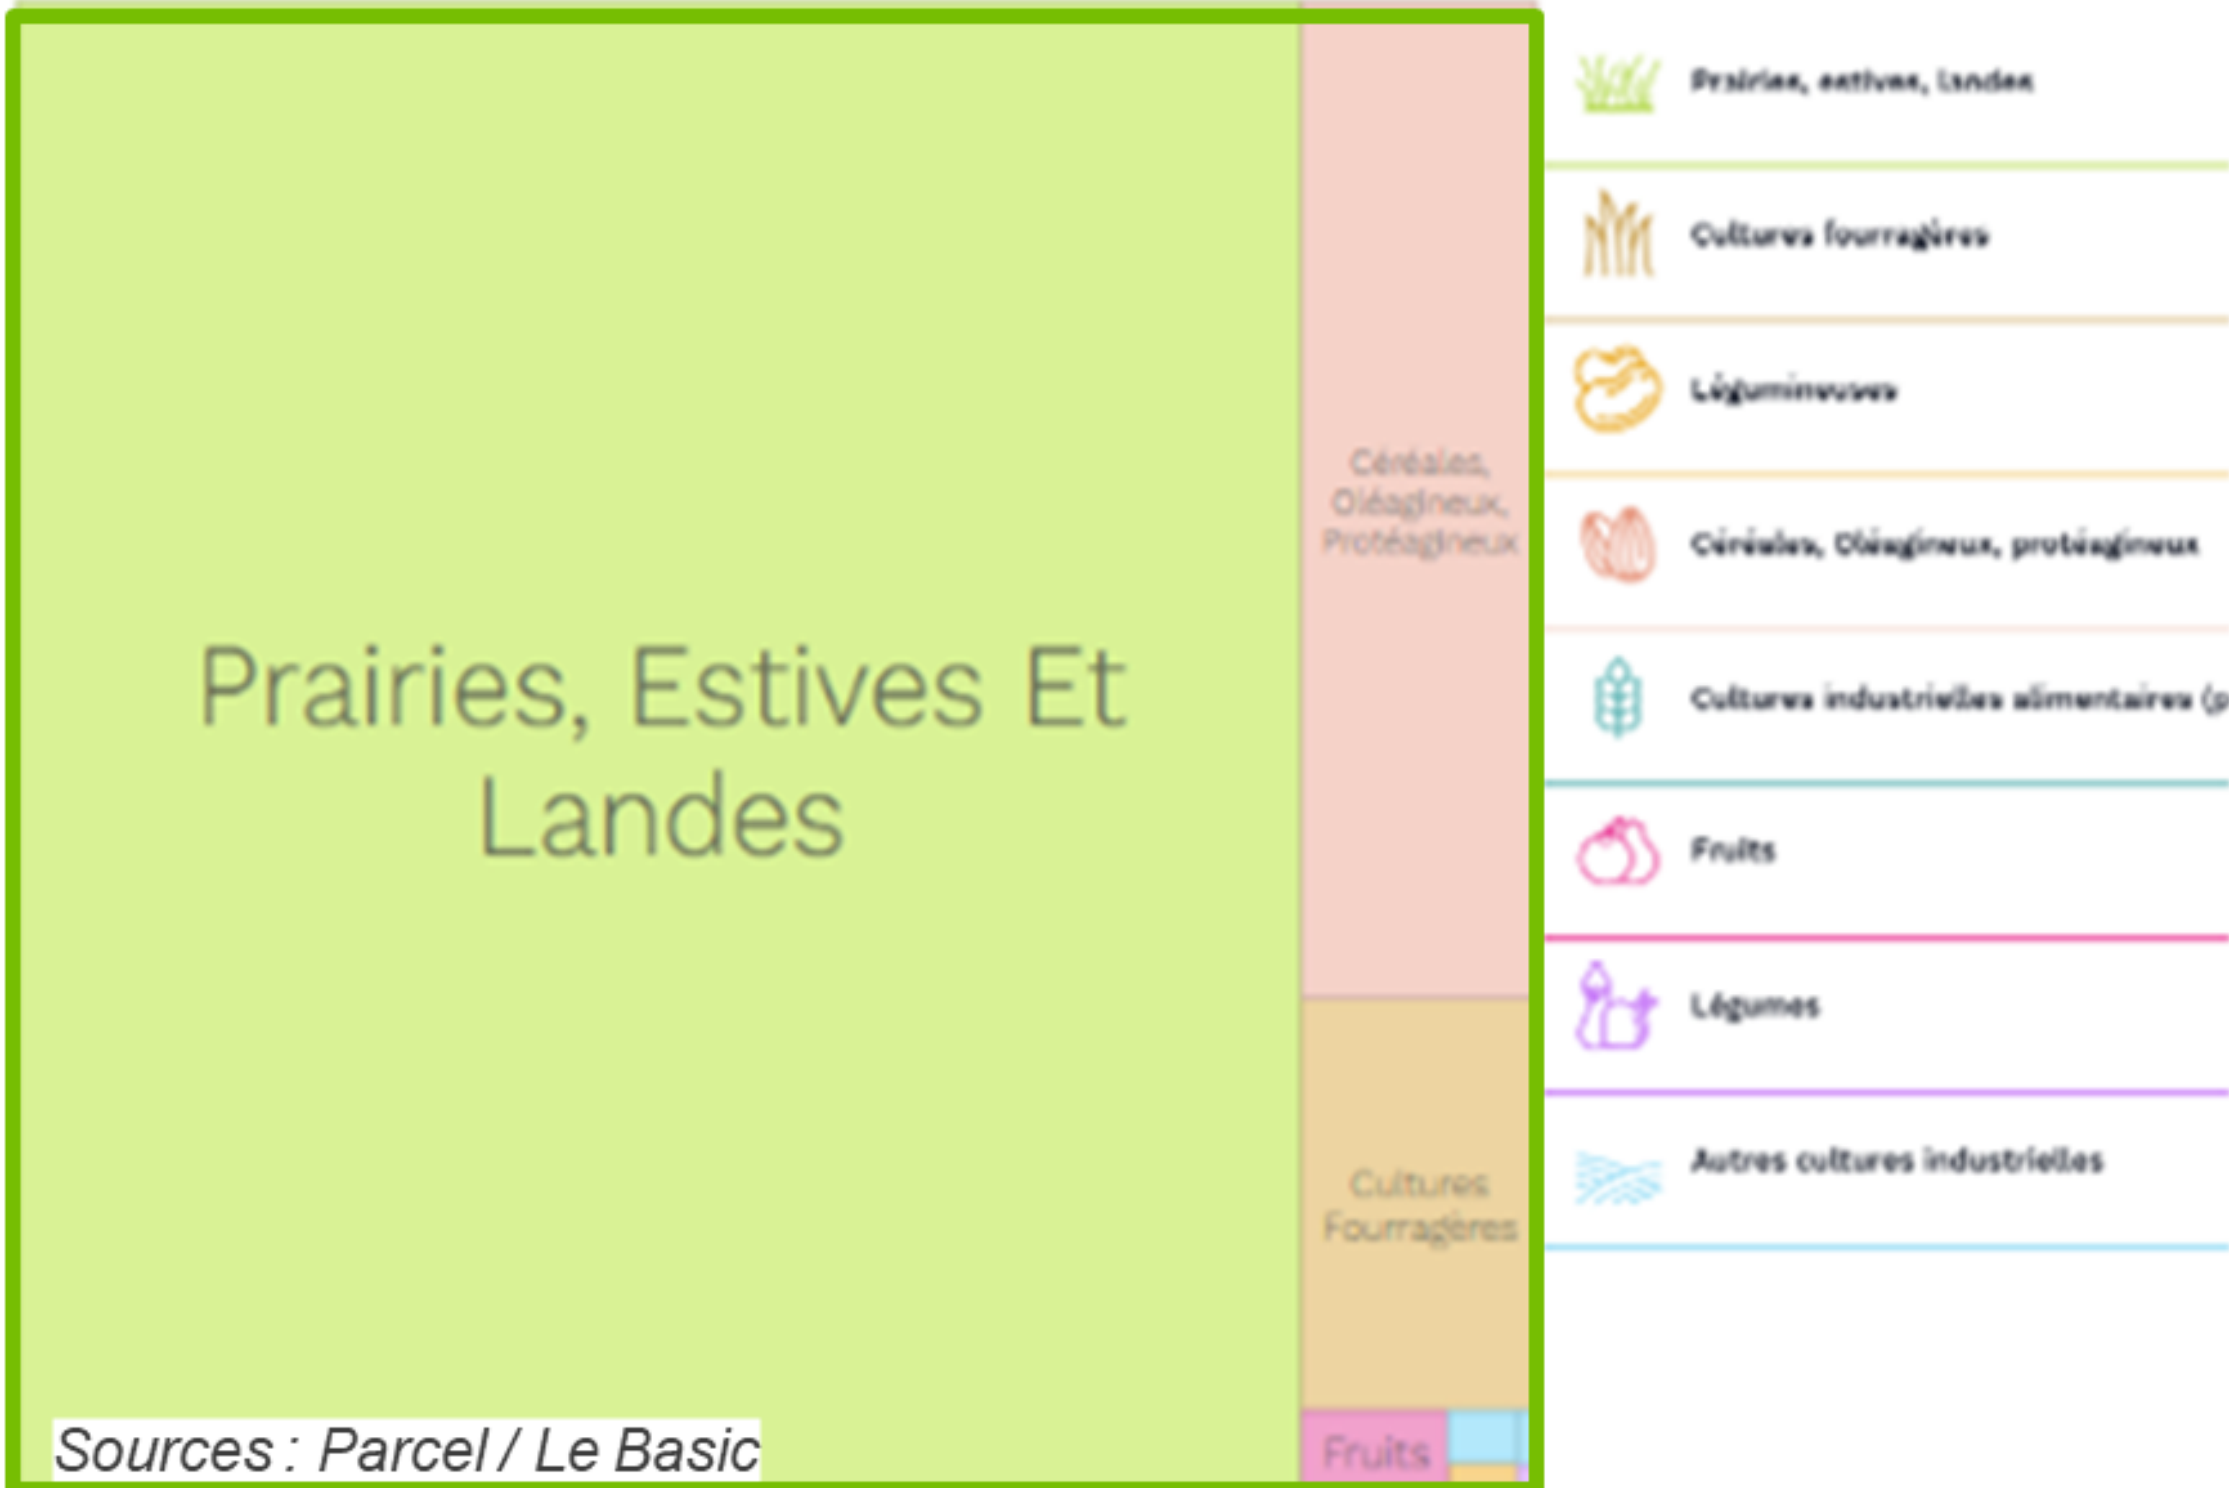 Prairies, Estives Et
Landes
Sources : Parcel / Le Basic
Céréales,
Oléagineux,
Protéagineux
Cultures
Fourragères
Fruits
Prairies, estives, landes
Cultures fourragères
Légumineuses
Céréales, Oléagineux, protéagineux
Cultures industrielles alimentaires (p
Fruits
Légumes
Autres cultures industrielles